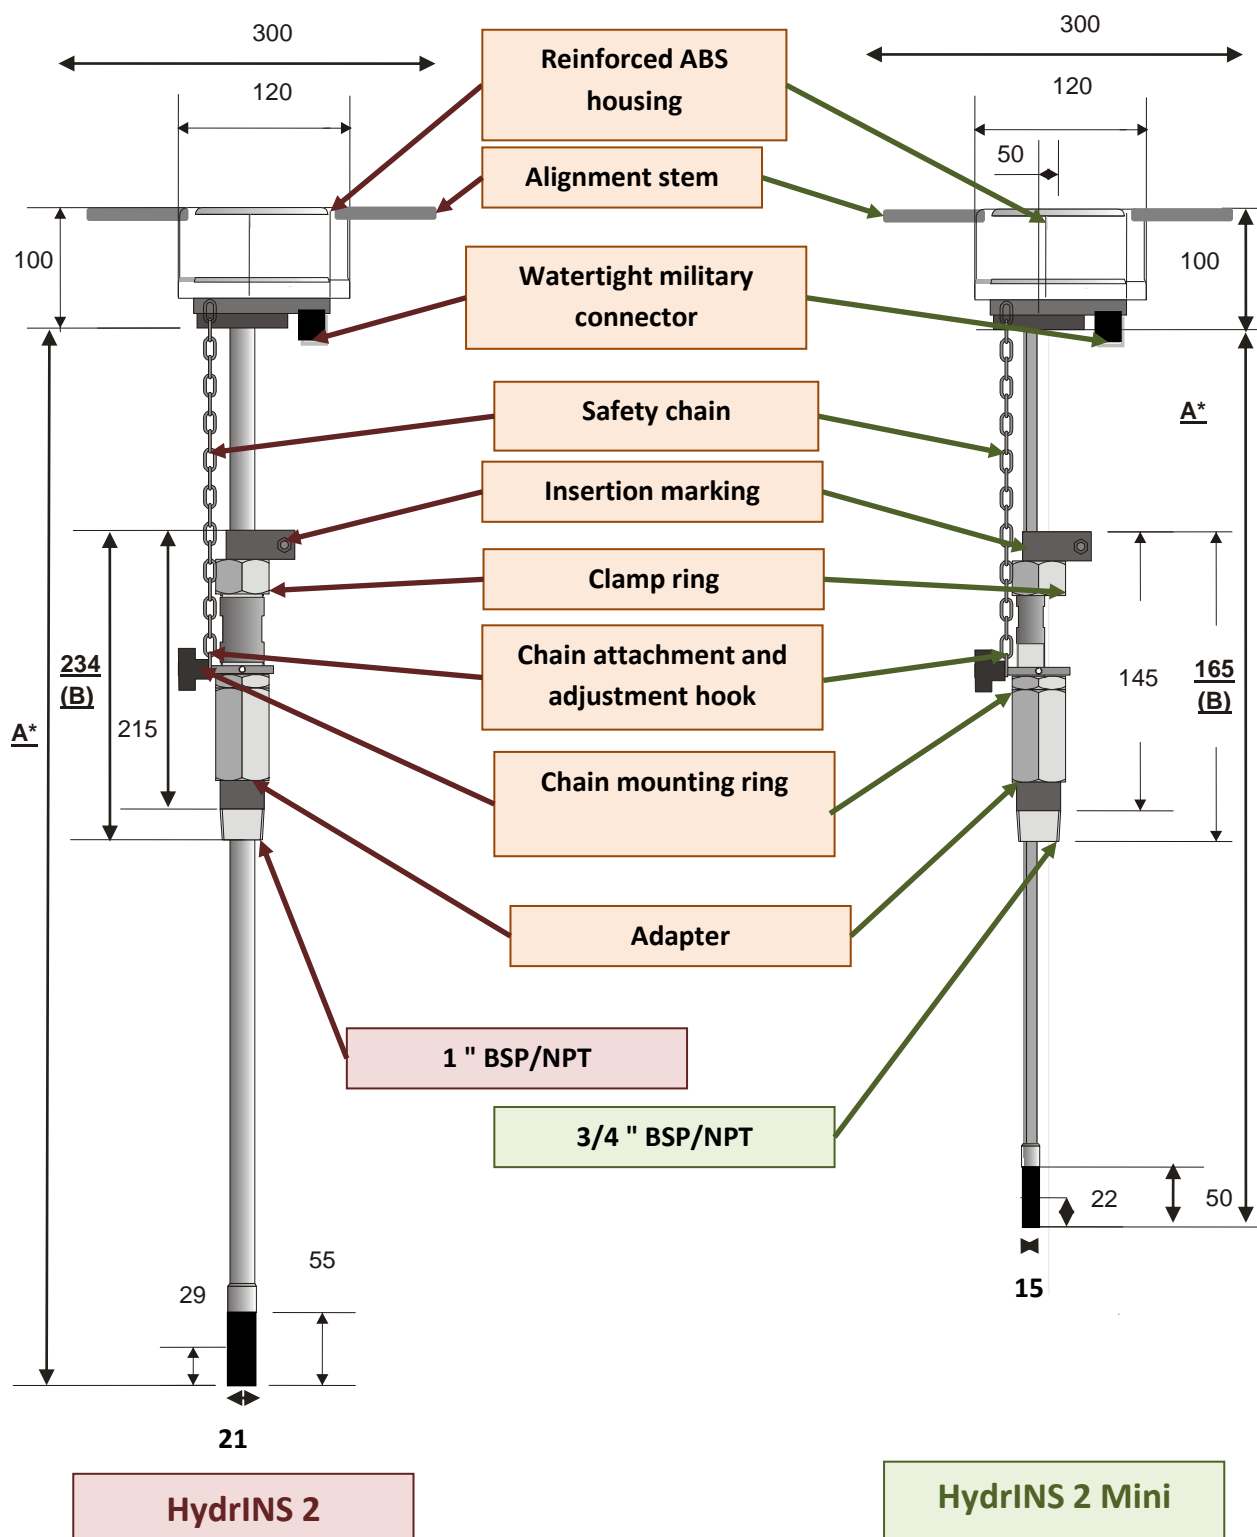 300
300
120
Reinforced ABS
housing
120
50
Alignment stem
100
Watertight military
connector
100
Safety chain
A*
Insertion marking
Clamp ring
234
(B)
Chain attachment and
adjustment hook
145
165
(B)
A*
215
Chain mounting ring
Adapter
1 " BSP/NPT
3/4 " BSP/NPT
22
50
55
29
15
21
HydrINS 2
HydrINS 2 Mini